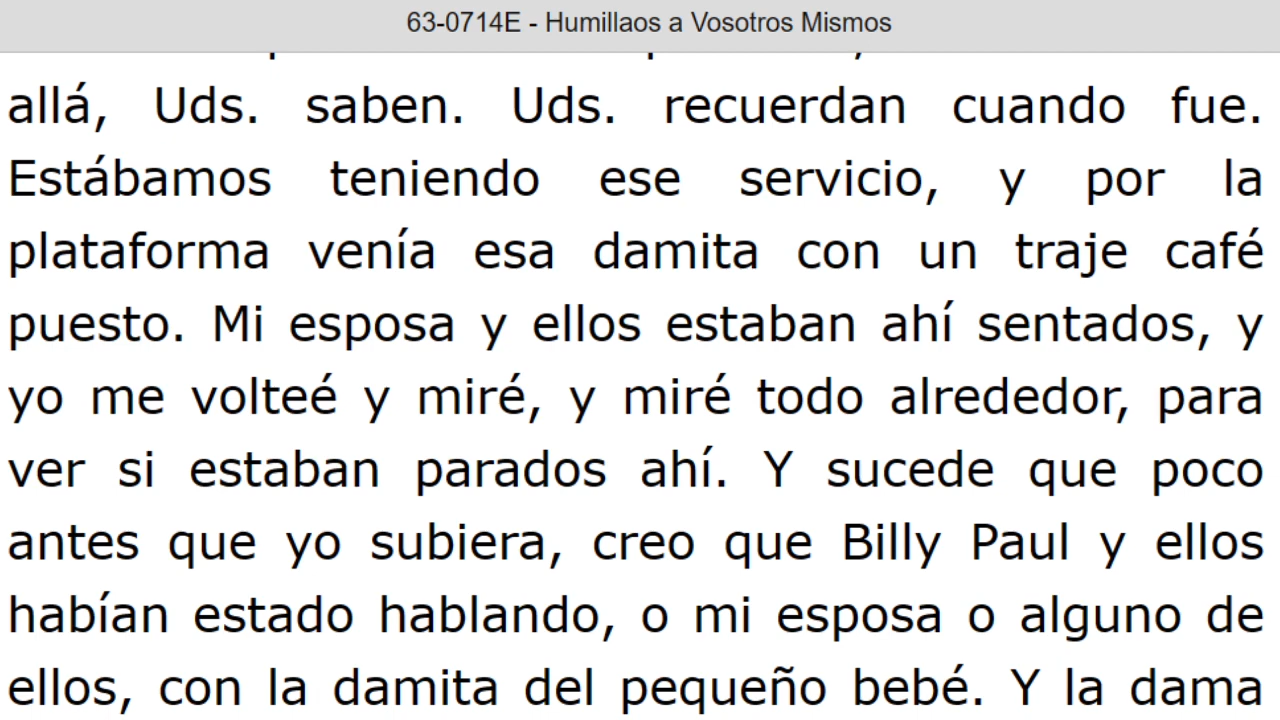 63-0714E - Humillaos a Vosotros Mismos
allá, Uds. saben. Uds. recuerdan cuando fue.
Estábamos teniendo ese servicio, y por la
plataforma venía esa damita con un traje café
puesto. Mi esposa y ellos estaban ahí sentados, y
yo me volteé y miré, y miré todo alrededor, para
ver si estaban parados ahí. Y sucede que poco
antes que yo subiera, creo que Billy Paul y ellos
habían estado hablando, o mi esposa o alguno de
ellos, con la damita del pequeño bebé. Y la dama